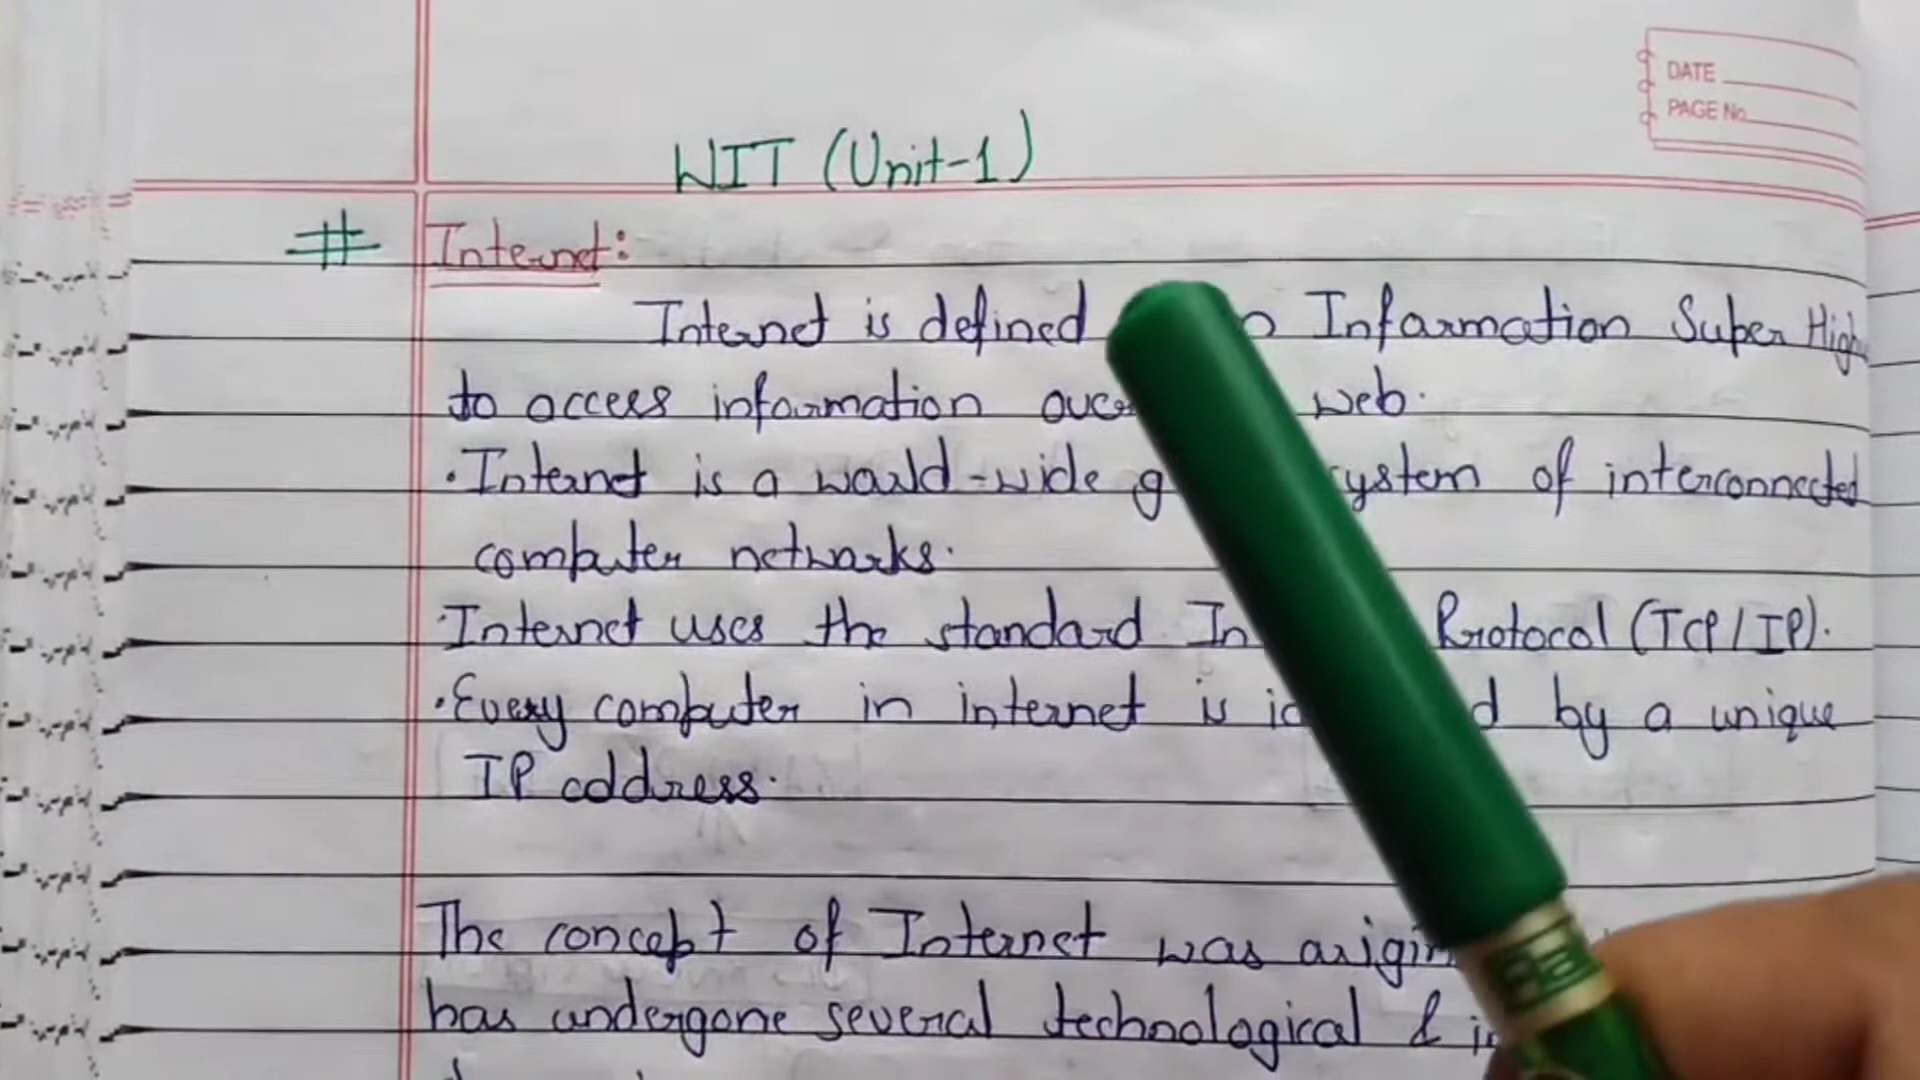 DATE
PAGE No.
WIT (Unit-1)
# Internet:
Internet is defined Information Super
to access information web.
• Internet is a world-wide of interconnected
computer networks.
• Internet uses the standard Protocol (TCP/IP).
• Every computer in internet is by a unique
IP address.
The concept of Internet was
has undergone several technological &